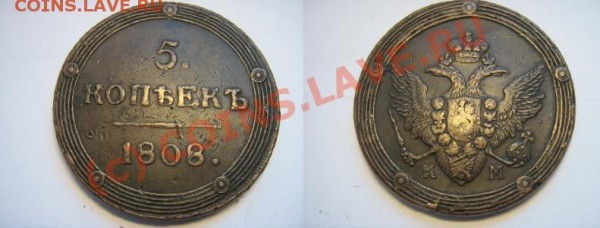 COINS.LAVE.RU
5.
КОПѢЕКЪ
1808.
К М
(C) COINS.LAVE.RU